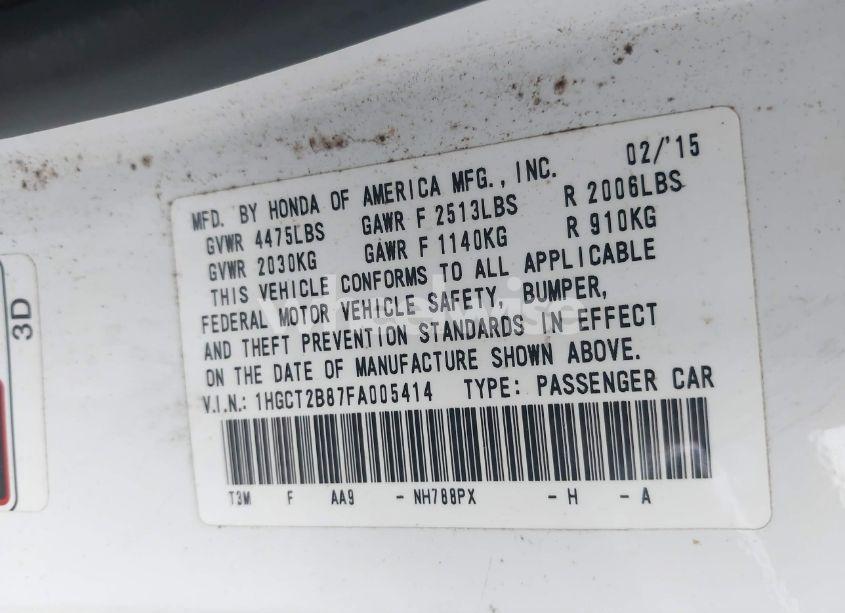 MFD. BY HONDA OF AMERICA MFG., INC. 02/'15
GVWR 4475LBS GAWR F 2513LBS R 2006LBS
GVWR 2030KG GAWR F 1140KG R 910KG
THIS VEHICLE CONFORMS TO ALL APPLICABLE
FEDERAL MOTOR VEHICLE SAFETY, BUMPER,
AND THEFT PREVENTION STANDARDS IN EFFECT
ON THE DATE OF MANUFACTURE SHOWN ABOVE.
V.I.N.: 1HGCT2B87FA005414 TYPE: PASSENGER CAR
T3M F AA9 - NH788PX - H - A
3D
wheelwise